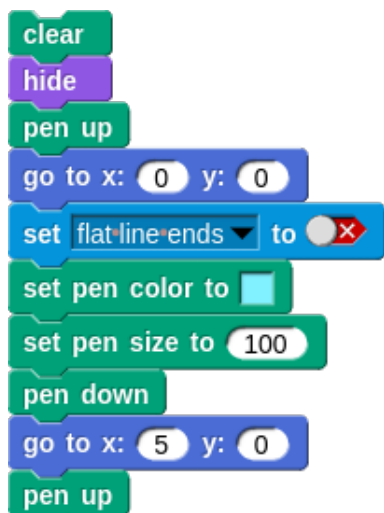 clear
hide
pen up
go to x: 0 y: 0
set flat line ends to
set pen color to
set pen size to 100
pen down
go to x: 5 y: 0
pen up